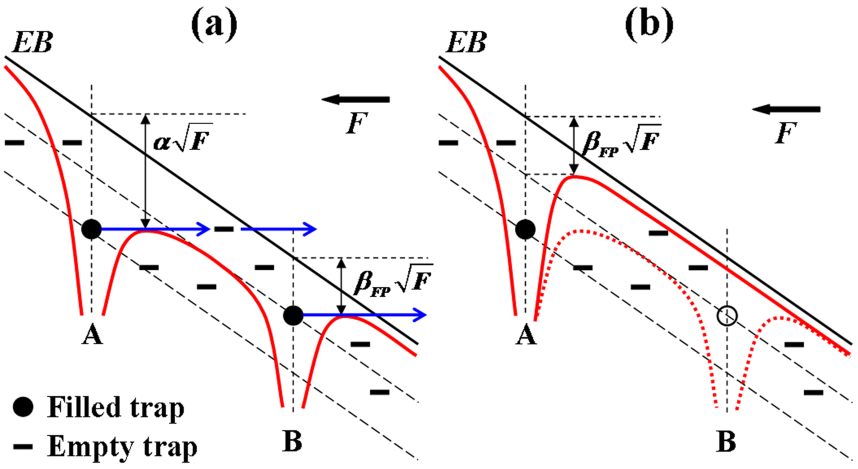 (a)
EB
α√F
F
β_FP √F
A
B
Filled trap
Empty trap
(b)
EB
β_FP √F
F
A
B